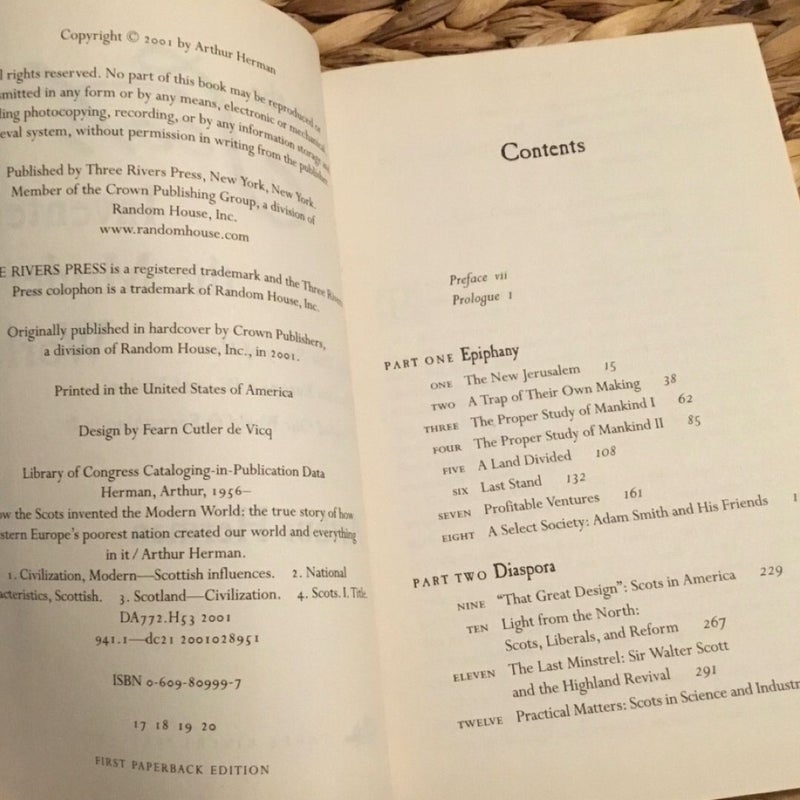 Copyright © 2001 by Arthur Herman
rights reserved. No part of this book may be reproduced or
in any form or by any means, electronic or mechanical,
photocopying, recording, or by any information storage and
system, without permission in writing from the publisher.
Published by Three Rivers Press, New York, New York.
Member of the Crown Publishing Group, a division of
Random House, Inc.
www.randomhouse.com
RIVERS PRESS is a registered trademark and the Three Rivers
Press colophon is a trademark of Random House, Inc.
Originally published in hardcover by Crown Publishers,
a division of Random House, Inc., in 2001.
Printed in the United States of America
Design by Fearn Cutler de Vicq
Library of Congress Cataloging-in-Publication Data
Herman, Arthur, 1956–
the Scots invented the Modern World: the true story of how
Europe's poorest nation created our world and everything
in it / Arthur Herman.
1. Civilization, Modern—Scottish influences. 2. National
Scottish. 3. Scotland—Civilization. 4. Scots. I. Title.
DA772.H53 2001
941.1—dc21 2001028951
ISBN 0-609-80999-7
17 18 19 20
FIRST PAPERBACK EDITION
Contents
Preface vii
Prologue 1
PART ONE Epiphany
ONE The New Jerusalem 15
TWO A Trap of Their Own Making 38
THREE The Proper Study of Mankind I 62
FOUR The Proper Study of Mankind II 85
FIVE A Land Divided 108
SIX Last Stand 132
SEVEN Profitable Ventures 161
EIGHT A Select Society: Adam Smith and His Friends
PART TWO Diaspora
NINE "That Great Design": Scots in America 229
TEN Light from the North:
Scots, Liberals, and Reform 267
ELEVEN The Last Minstrel: Sir Walter Scott
and the Highland Revival 291
TWELVE Practical Matters: Scots in Science and